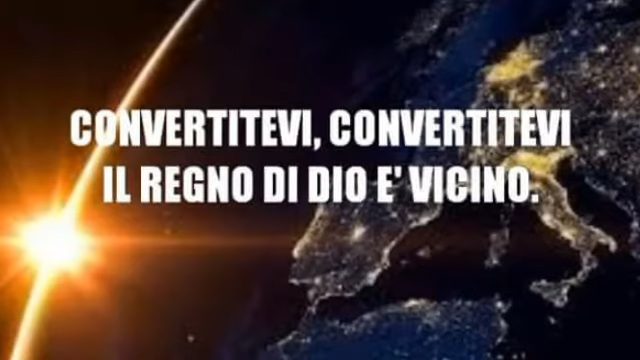 CONVERTITEVI, CONVERTITEVI
IL REGNO DI DIO E' VICINO.